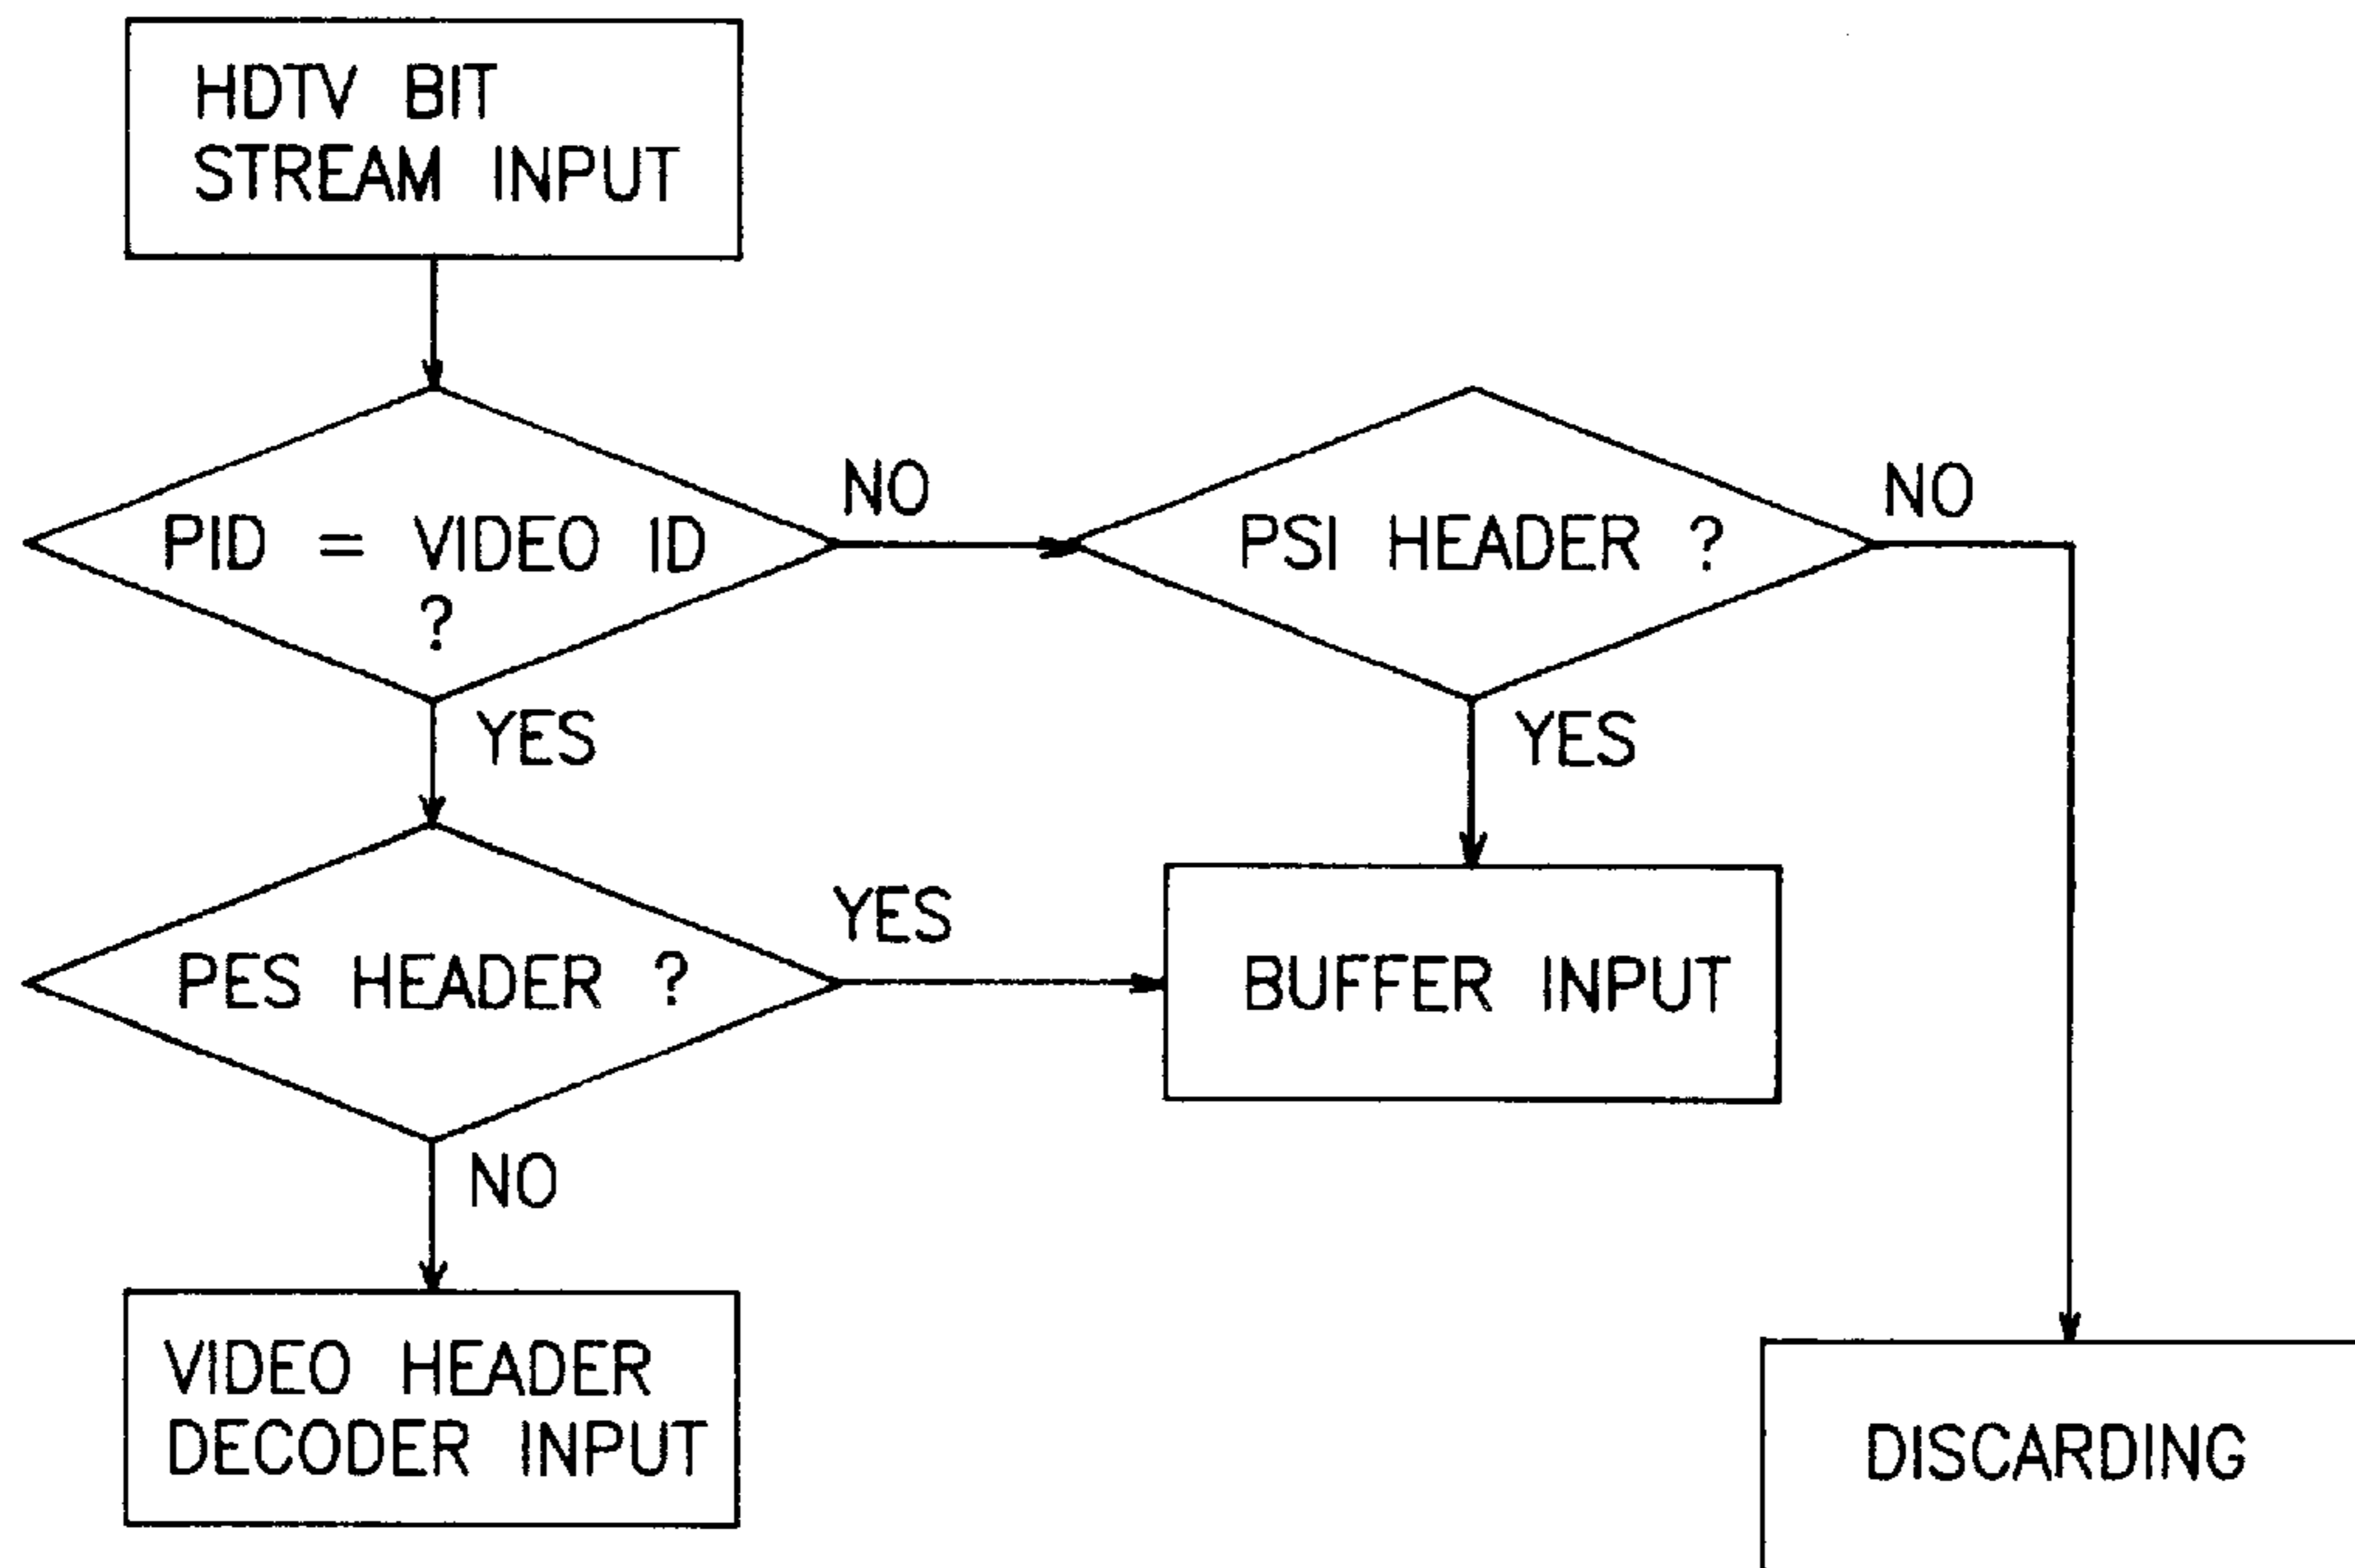 HDTV BIT
STREAM INPUT
PID = VIDEO ID
?
NO
PSI HEADER ?
NO
YES
YES
PES HEADER ?
YES
BUFFER INPUT
NO
VIDEO HEADER
DECODER INPUT
DISCARDING